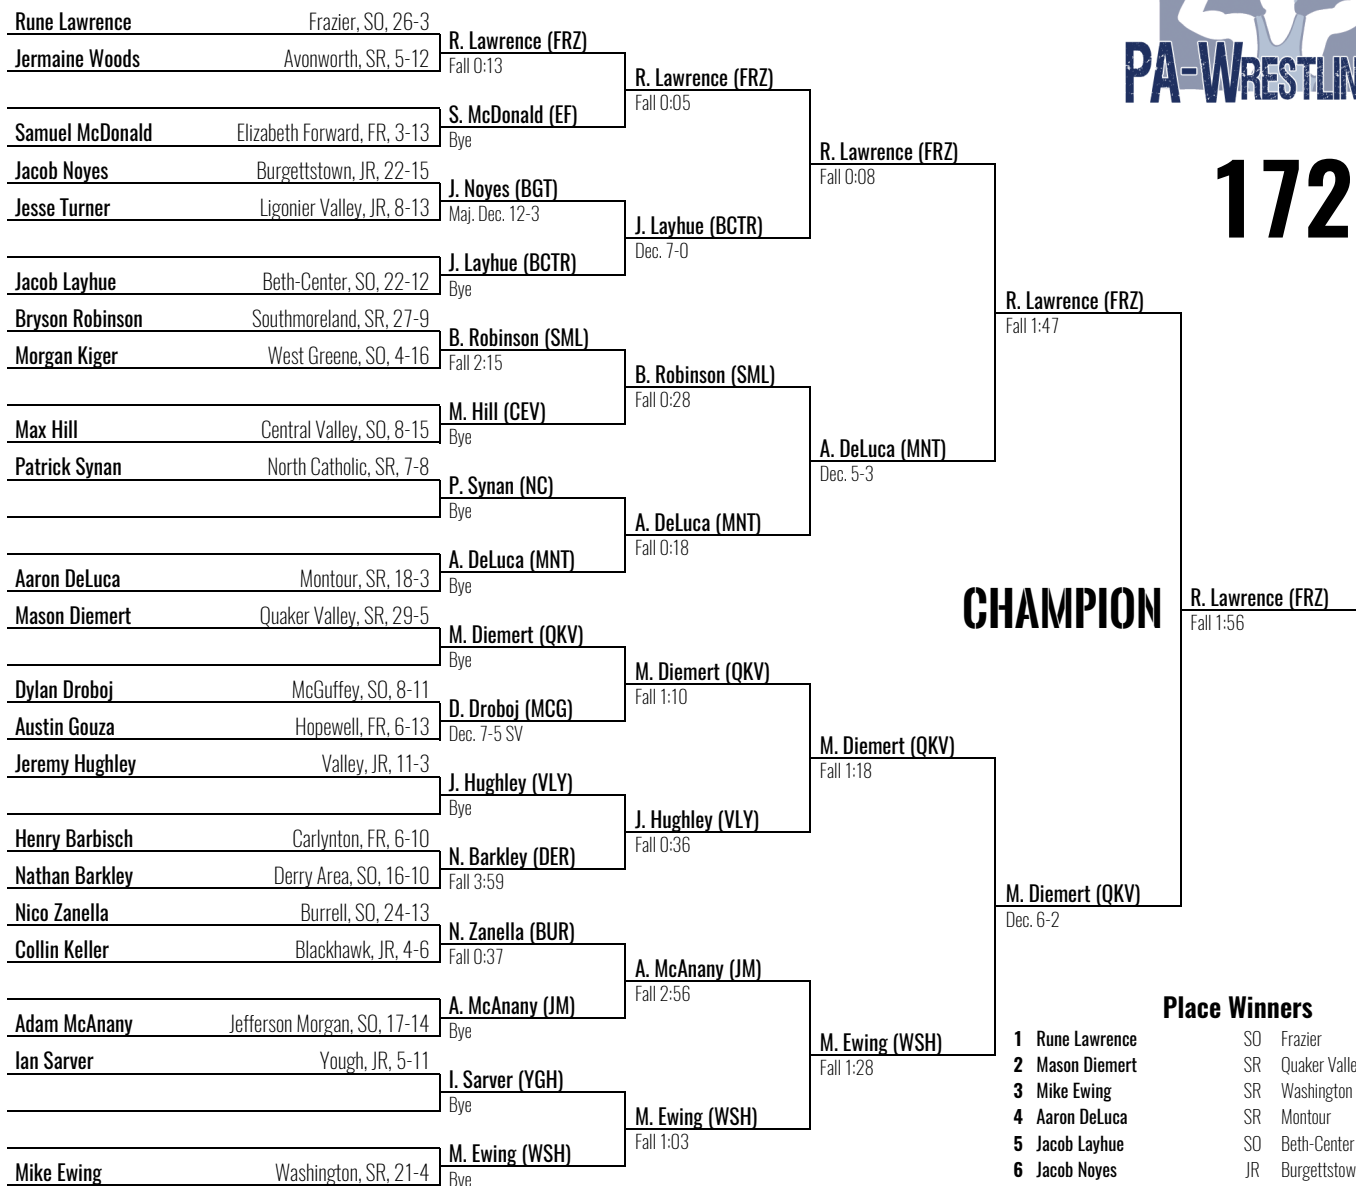 Rune Lawrence Frazier, SO, 26-3
Jermaine Woods Avonworth, SR, 5-12
Samuel McDonald Elizabeth Forward, FR, 3-13
Jacob Noyes Burgettstown, JR, 22-15
Jesse Turner Ligonier Valley, JR, 8-13
Jacob Layhue Beth-Center, SO, 22-12
Bryson Robinson Southmoreland, SR, 27-9
Morgan Kiger West Greene, SO, 4-16
Max Hill Central Valley, SO, 8-15
Patrick Synan North Catholic, SR, 7-8
Aaron DeLuca Montour, SR, 18-3
Mason Diemert Quaker Valley, SR, 29-5
Dylan Droboj McGuffey, SO, 8-11
Austin Gouza Hopewell, FR, 6-13
Jeremy Hughley Valley, JR, 11-3
Henry Barbisch Carlynton, FR, 6-10
Nathan Barkley Derry Area, SO, 16-10
Nico Zanella Burrell, SO, 24-13
Collin Keller Blackhawk, JR, 4-6
Adam McAnany Jefferson Morgan, SO, 17-14
Ian Sarver Yough, JR, 5-11
Mike Ewing Washington, SR, 21-4
R. Lawrence (FRZ)
Fall 0:13
S. McDonald (EF)
Bye
J. Noyes (BGT)
Maj. Dec. 12-3
J. Layhue (BCTR)
Bye
B. Robinson (SML)
Fall 2:15
M. Hill (CEV)
Bye
P. Synan (NC)
Bye
A. DeLuca (MNT)
Bye
M. Diemert (QKV)
Bye
D. Droboj (MCG)
Dec. 7-5 SV
J. Hughley (VLY)
Bye
N. Barkley (DER)
Fall 3:59
N. Zanella (BUR)
Fall 0:37
A. McAnany (JM)
Bye
I. Sarver (YGH)
Bye
M. Ewing (WSH)
Bye
R. Lawrence (FRZ)
Fall 0:05
J. Layhue (BCTR)
Dec. 7-0
B. Robinson (SML)
Fall 0:28
A. DeLuca (MNT)
Fall 0:18
M. Diemert (QKV)
Fall 1:10
J. Hughley (VLY)
Fall 0:36
A. McAnany (JM)
Fall 2:56
M. Ewing (WSH)
Fall 1:03
R. Lawrence (FRZ)
Fall 0:08
A. DeLuca (MNT)
Dec. 5-3
M. Diemert (QKV)
Fall 1:18
M. Ewing (WSH)
Fall 1:28
R. Lawrence (FRZ)
Fall 1:47
M. Diemert (QKV)
Dec. 6-2
CHAMPION
R. Lawrence (FRZ)
Fall 1:56
PA-WRESTLIN
172
Place Winners
1 Rune Lawrence SO Frazier
2 Mason Diemert SR Quaker Valle
3 Mike Ewing SR Washington
4 Aaron DeLuca SR Montour
5 Jacob Layhue SO Beth-Center
6 Jacob Noyes JR Burgettstow